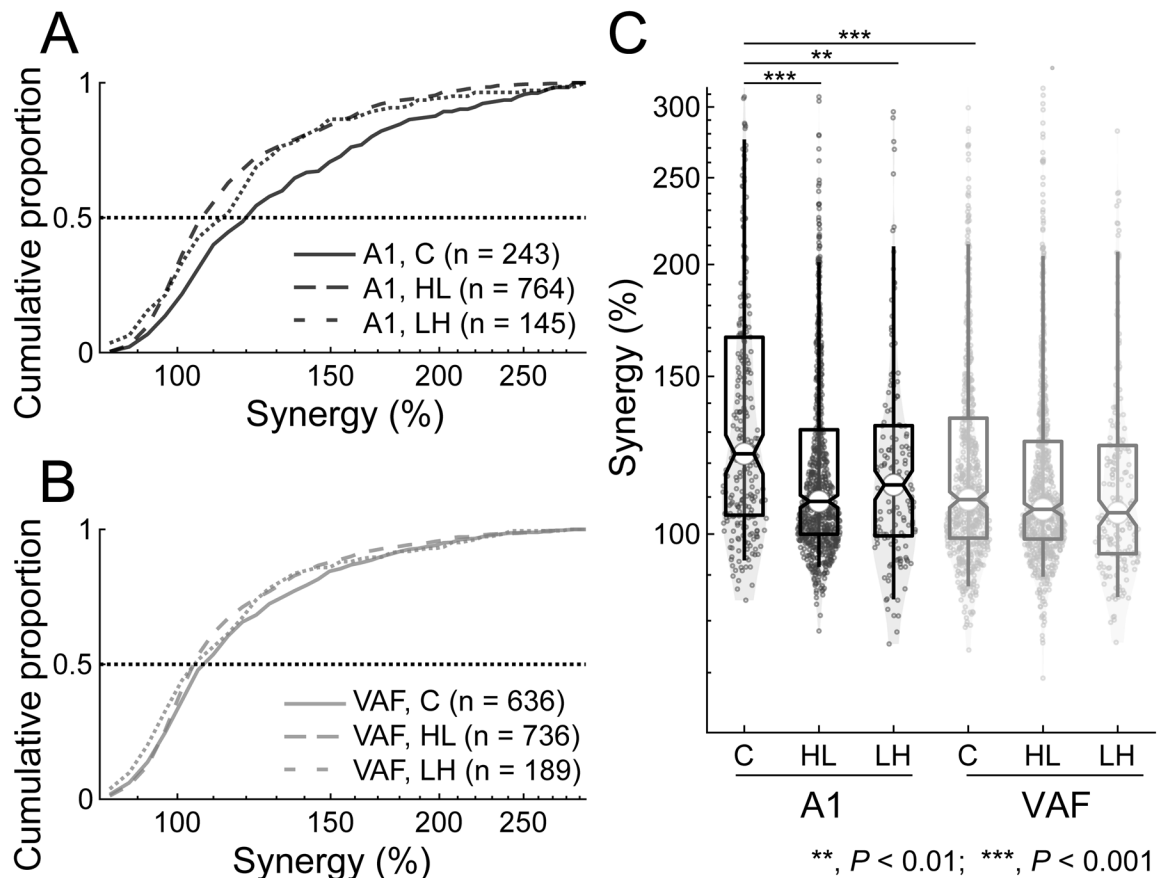 A
Cumulative proportion
1
0.5
0
A1, C (n = 243)
A1, HL (n = 764)
A1, LH (n = 145)
100 150 200 250
Synergy (%)
B
Cumulative proportion
1
0.5
0
VAF, C (n = 636)
VAF, HL (n = 736)
VAF, LH (n = 189)
100 150 200 250
Synergy (%)
C
***
**
***
Synergy (%)
300
250
200
150
100
C HL LH C HL LH
A1 VAF
**, P < 0.01; ***, P < 0.001